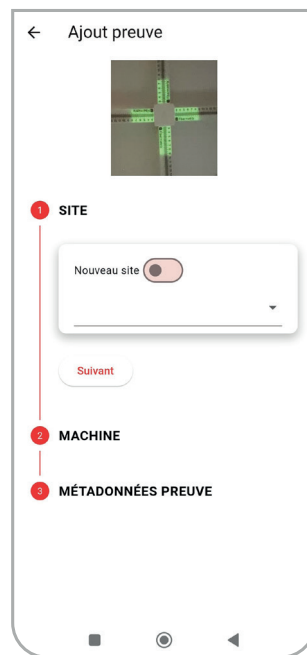 Ajout preuve
1 SITE
Nouveau site
Suivant
2 MACHINE
3 MÉTADONNÉES PREUVE